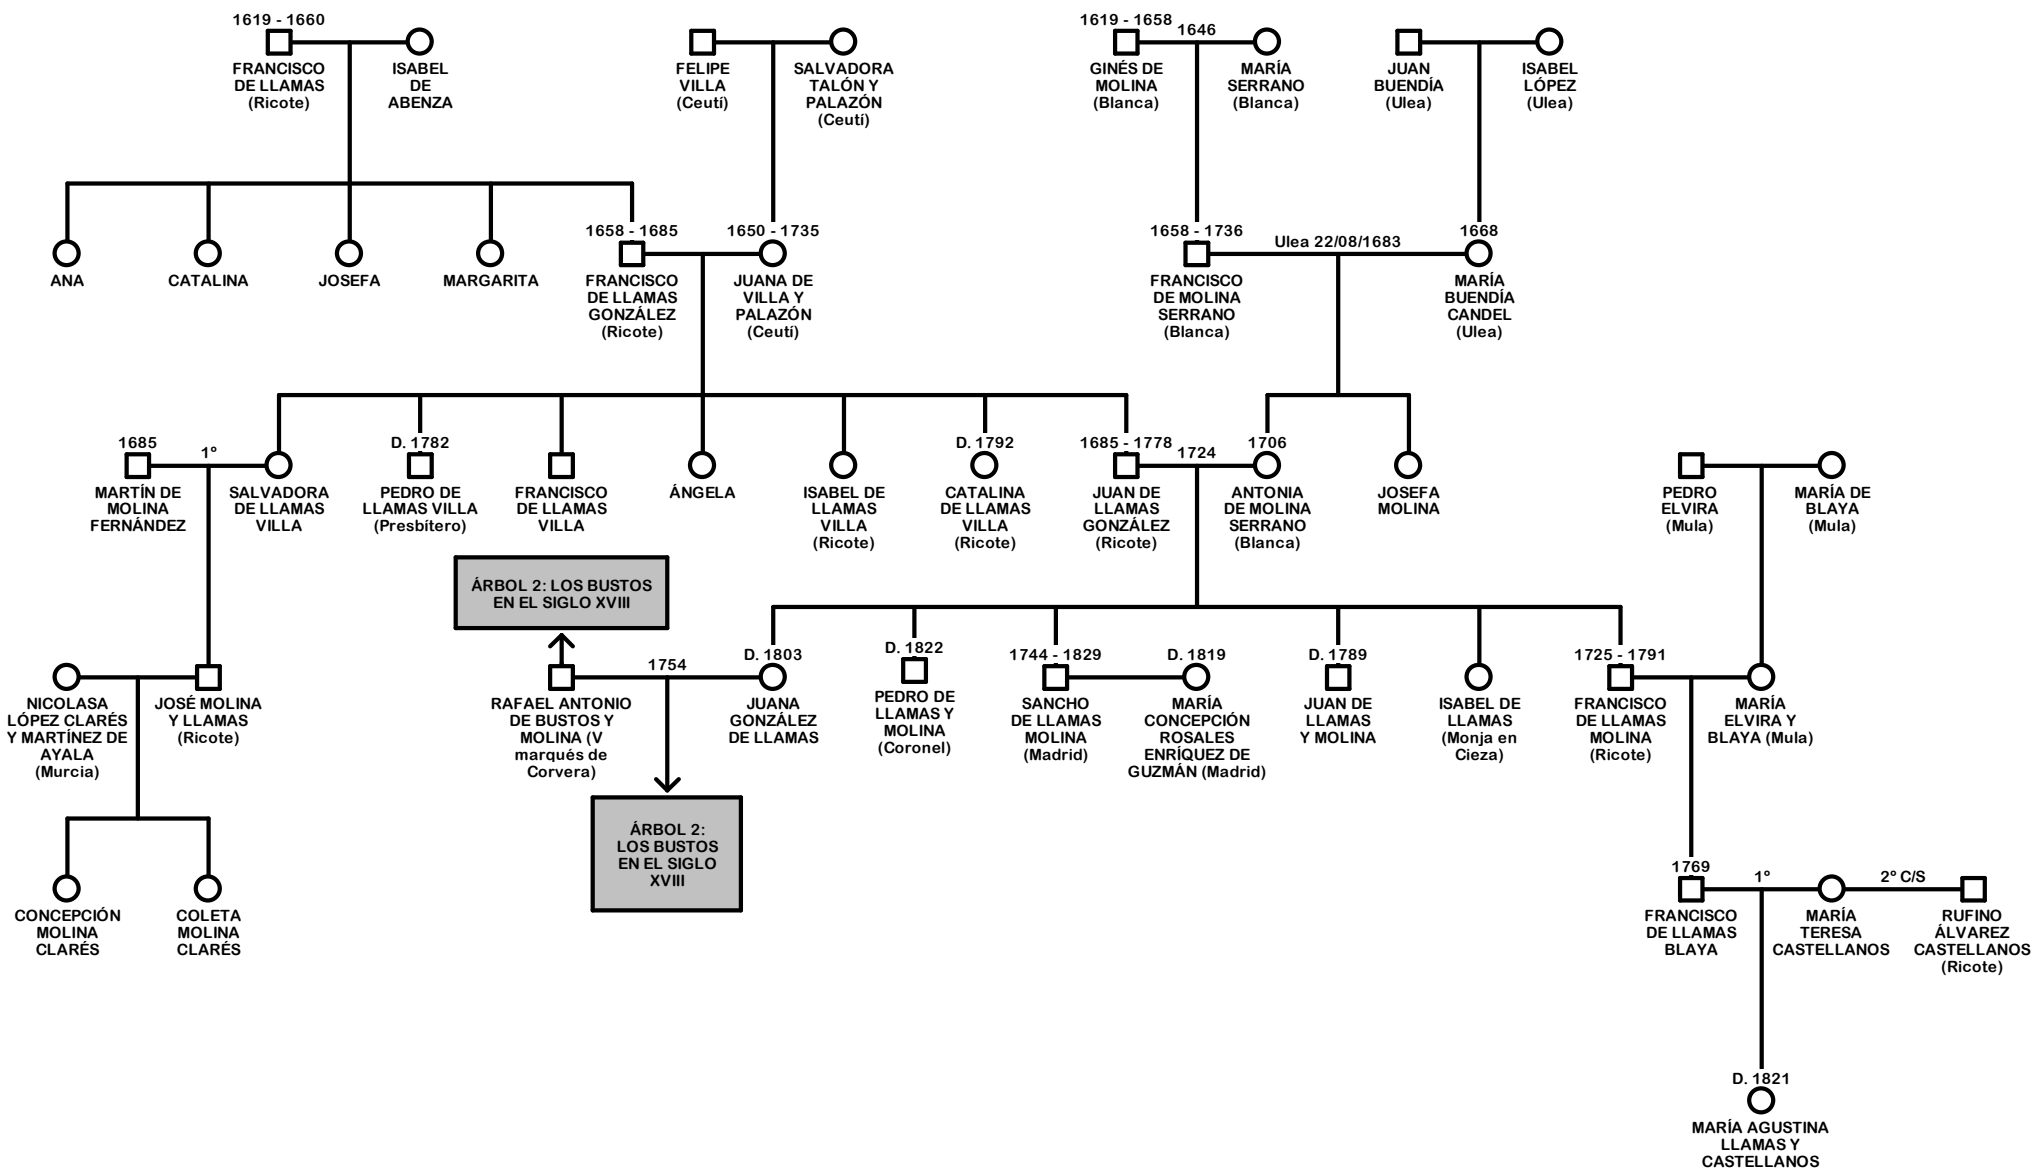 1619 - 1660
FRANCISCO
DE LLAMAS
(Ricote)
ISABEL
DE
ABENZA
FELIPE
VILLA
(Ceutí)
SALVADORA
TALÓN Y
PALAZÓN
(Ceutí)
1619 - 1658
1646
GINÉS DE
MOLINA
(Blanca)
MARÍA
SERRANO
(Blanca)
JUAN
BUENDÍA
(Ulea)
ISABEL
LÓPEZ
(Ulea)
ANA
CATALINA
JOSEFA
MARGARITA
1658 - 1685
FRANCISCO
DE LLAMAS
GONZÁLEZ
(Ricote)
1650 - 1735
JUANA DE
VILLA Y
PALAZÓN
(Ceutí)
1658 - 1736
FRANCISCO
DE MOLINA
SERRANO
(Blanca)
Ulea 22/08/1683
1668
MARÍA
BUENDÍA
CANDEL
(Ulea)
1685
MARTÍN DE
MOLINA
FERNÁNDEZ
1º
SALVADORA
DE LLAMAS
VILLA
D. 1782
PEDRO DE
LLAMAS VILLA
(Presbítero)
FRANCISCO
DE LLAMAS
VILLA
ÁNGELA
ISABEL DE
LLAMAS
VILLA
(Ricote)
D. 1792
CATALINA
DE LLAMAS
VILLA
(Ricote)
1685 - 1778
JUAN DE
LLAMAS
GONZÁLEZ
(Ricote)
1724
1706
ANTONIA
DE MOLINA
SERRANO
(Blanca)
JOSEFA
MOLINA
PEDRO
ELVIRA
(Mula)
MARÍA DE
BLAYA
(Mula)
ÁRBOL 2: LOS BUSTOS
EN EL SIGLO XVIII
NICOLASA
LÓPEZ CLARÉS
Y MARTÍNEZ DE
AYALA
(Murcia)
JOSÉ MOLINA
Y LLAMAS
(Ricote)
RAFAEL ANTONIO
DE BUSTOS Y
MOLINA (V
marqués de
Corvera)
1754
D. 1803
JUANA
GONZÁLEZ
DE LLAMAS
D. 1822
PEDRO DE
LLAMAS Y
MOLINA
(Coronel)
1744 - 1829
SANCHO
DE LLAMAS
MOLINA
(Madrid)
D. 1819
MARÍA
CONCEPCIÓN
ROSALES
ENRÍQUEZ DE
GUZMÁN (Madrid)
D. 1789
JUAN DE
LLAMAS
Y MOLINA
ISABEL DE
LLAMAS
(Monja en
Cieza)
1725 - 1791
FRANCISCO
DE LLAMAS
MOLINA
(Ricote)
MARÍA
ELVIRA Y
BLAYA (Mula)
ÁRBOL 2:
LOS BUSTOS
EN EL SIGLO
XVIII
CONCEPCIÓN
MOLINA
CLARÉS
COLETA
MOLINA
CLARÉS
1769
FRANCISCO
DE LLAMAS
BLAYA
1º
MARÍA
TERESA
CASTELLANOS
2º C/S
RUFINO
ÁLVAREZ
CASTELLANOS
(Ricote)
D. 1821
MARÍA AGUSTINA
LLAMAS Y
CASTELLANOS